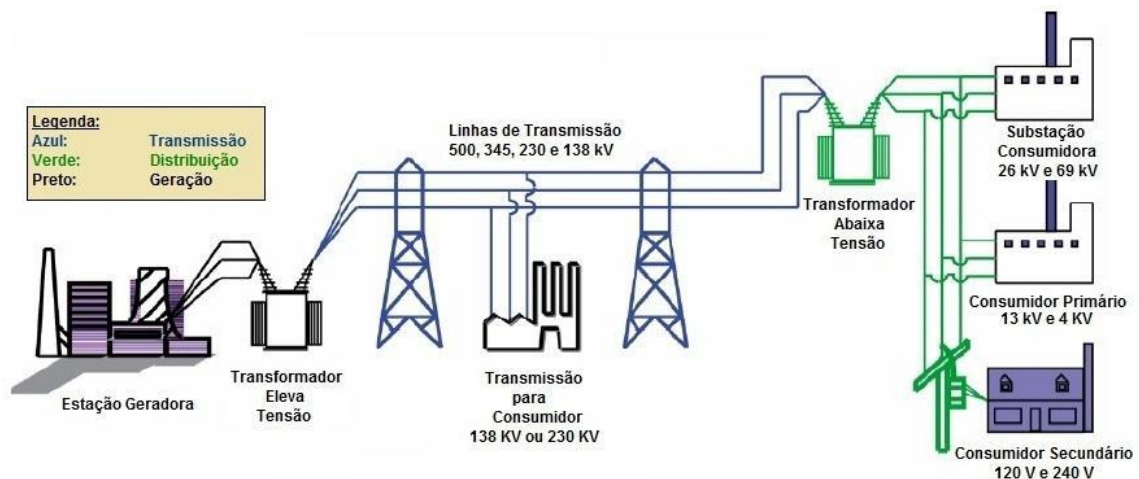 Legenda:
Azul: Transmissão
Verde: Distribuição
Preto: Geração
Linhas de Transmissão
500, 345, 230 e 138 kV
Estação Geradora
Transformador
Eleva
Tensão
Transmissão
para
Consumidor
138 KV ou 230 KV
Transformador
Abaixa
Tensão
Substação
Consumidora
26 kV e 69 kV
Consumidor Primário
13 kV e 4 KV
Consumidor Secundário
120 V e 240 V